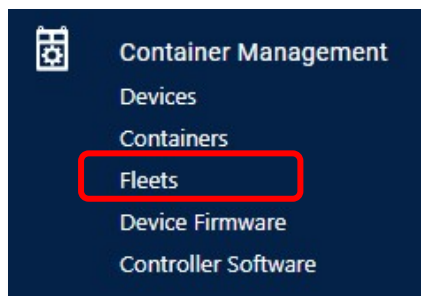 Container Management
Devices
Containers
Fleets
Device Firmware
Controller Software